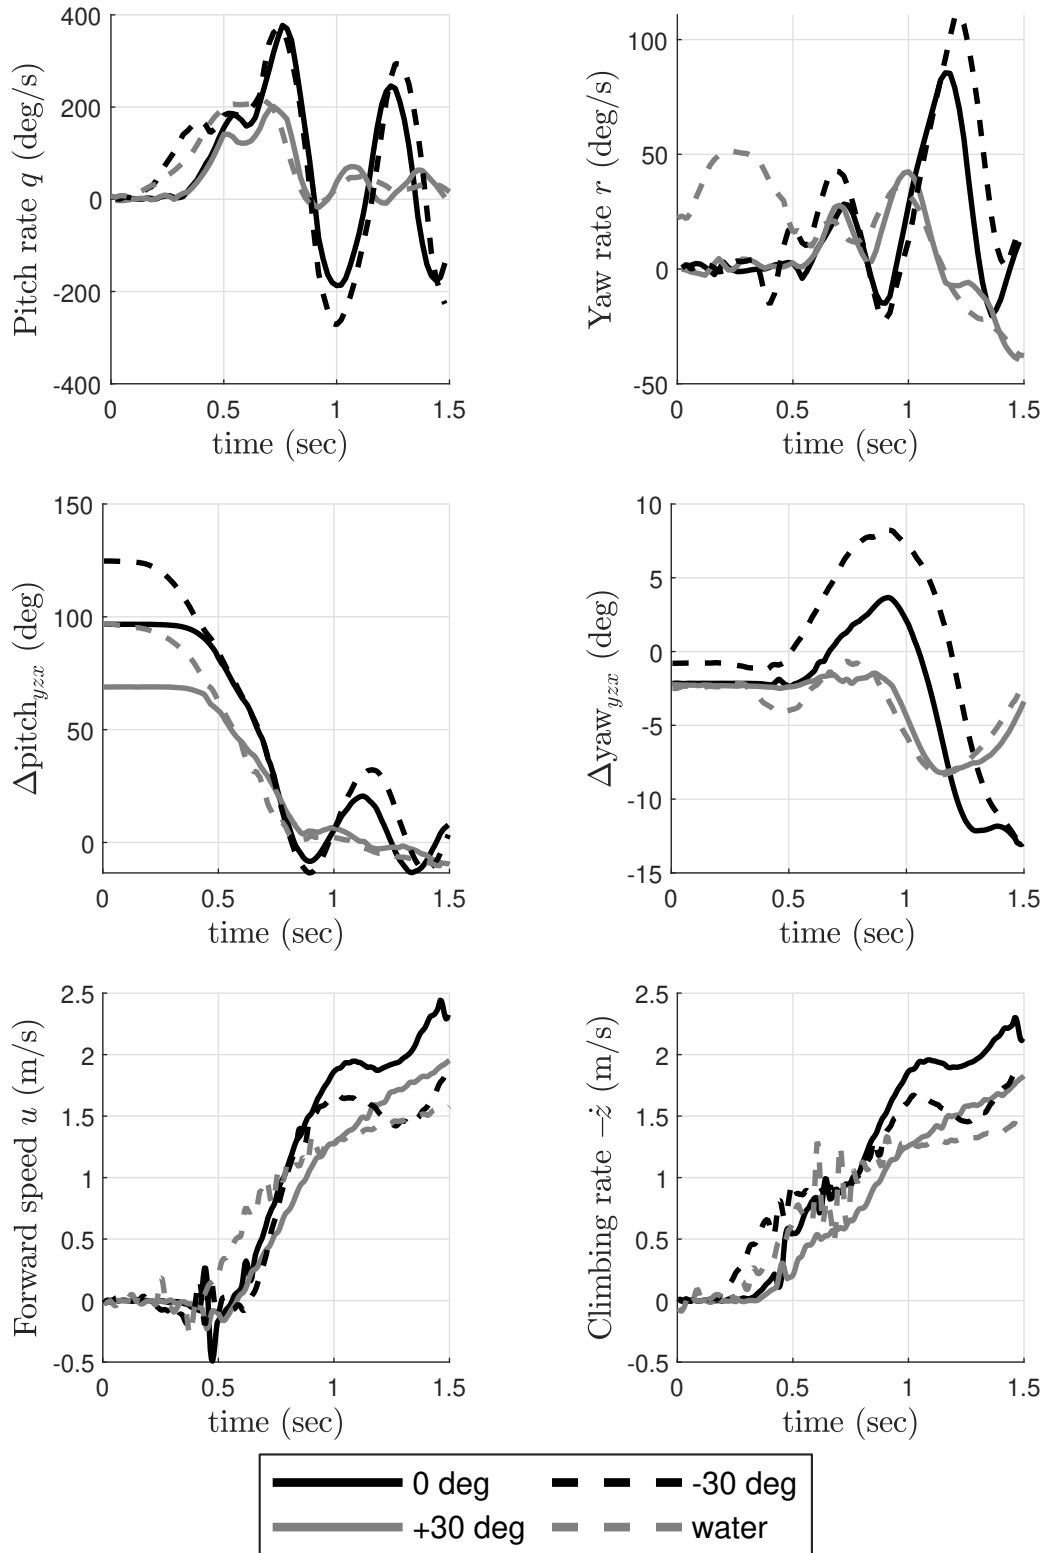 400
200
0
-200
-400
Pitch rate q (deg/s)
0 0.5 1 1.5
time (sec)
100
50
0
-50
Yaw rate r (deg/s)
0 0.5 1 1.5
time (sec)
150
100
50
0
Δpitch_yzx (deg)
0 0.5 1 1.5
time (sec)
10
5
0
-5
-10
-15
Δyaw_yzx (deg)
0 0.5 1 1.5
time (sec)
2.5
2
1.5
1
0.5
0
-0.5
Forward speed u (m/s)
0 0.5 1 1.5
time (sec)
2.5
2
1.5
1
0.5
0
-0.5
Climbing rate −ż (m/s)
0 0.5 1 1.5
time (sec)
0 deg -30 deg
+30 deg water